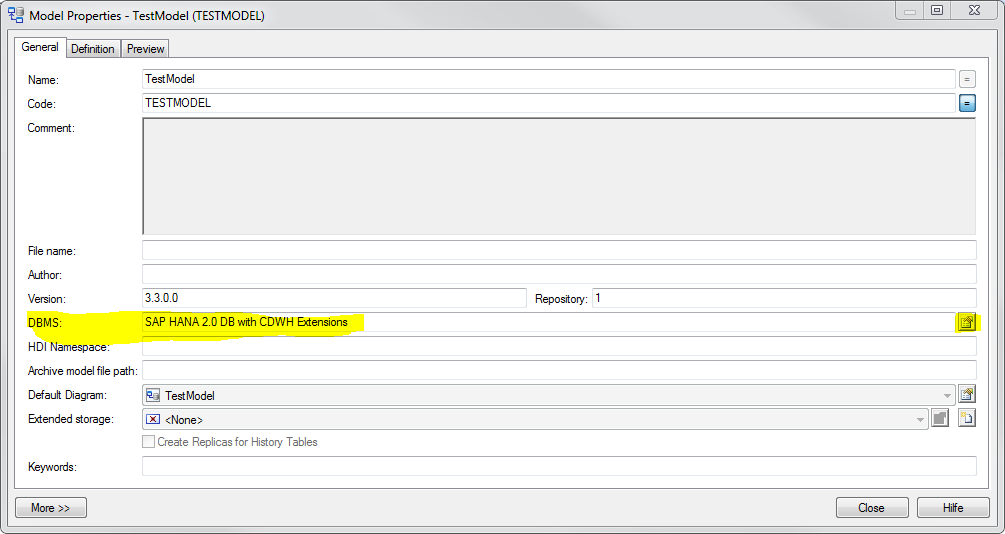 Model Properties - TestModel (TESTMODEL)
General Definition Preview
Name: TestModel =
Code: TESTMODEL =
Comment:
File name:
Author:
Version: 3.3.0.0 Repository: 1
DBMS: SAP HANA 2.0 DB with CDWH Extensions
HDI Namespace:
Archive model file path:
Default Diagram: TestModel
Extended storage: <None>
Create Replicas for History Tables
Keywords:
More >> Close Hilfe